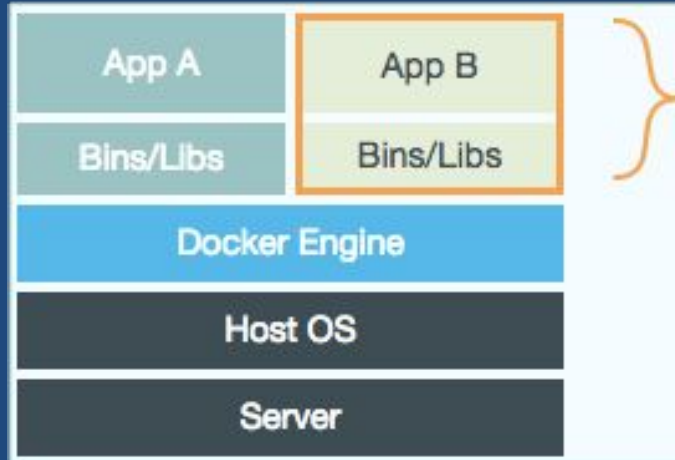 App A
App B
Bins/Libs
Bins/Libs
Docker Engine
Host OS
Server